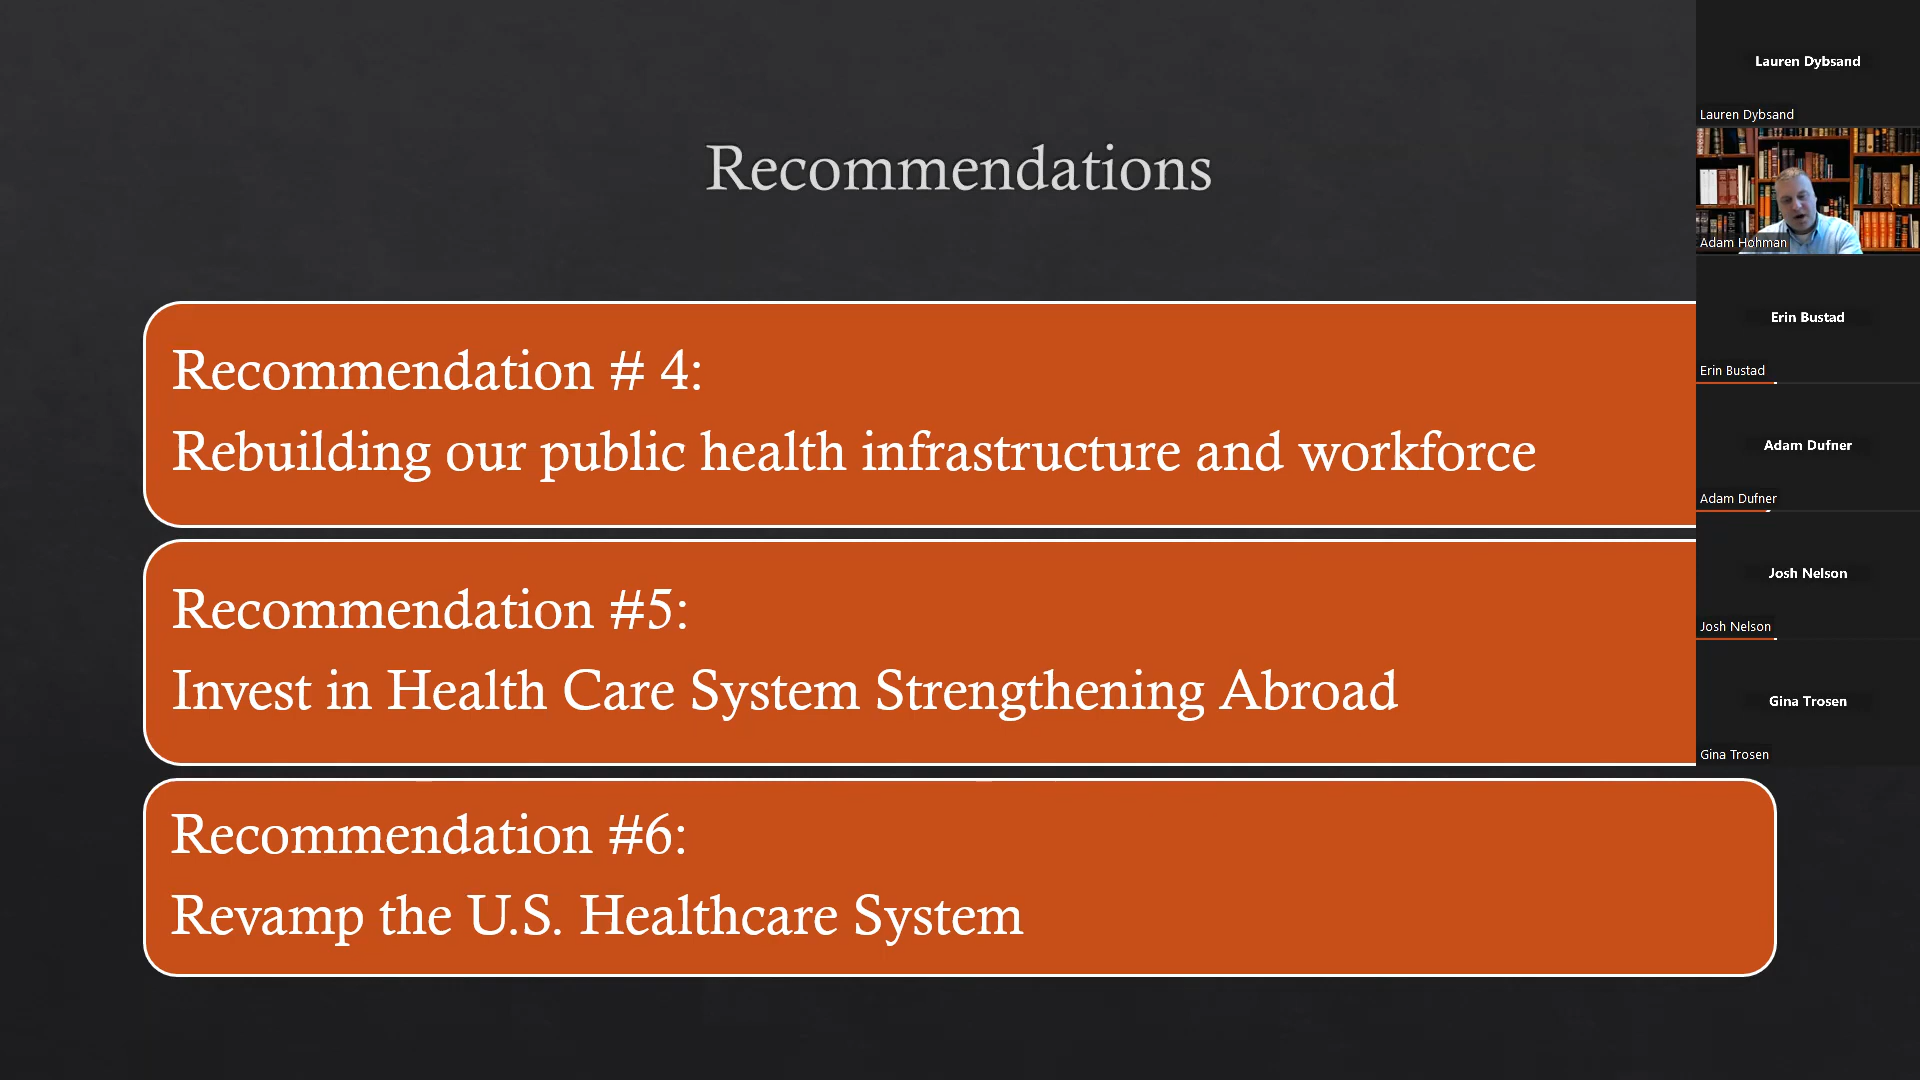 Recommendations
Recommendation # 4:
Rebuilding our public health infrastructure and workforce
Recommendation #5:
Invest in Health Care System Strengthening Abroad
Recommendation #6:
Revamp the U.S. Healthcare System
Lauren Dybsand
Lauren Dybsand
Adam Hohman
Erin Bustad
Erin Bustad
Adam Dufner
Adam Dufner
Josh Nelson
Josh Nelson
Gina Trosen
Gina Trosen